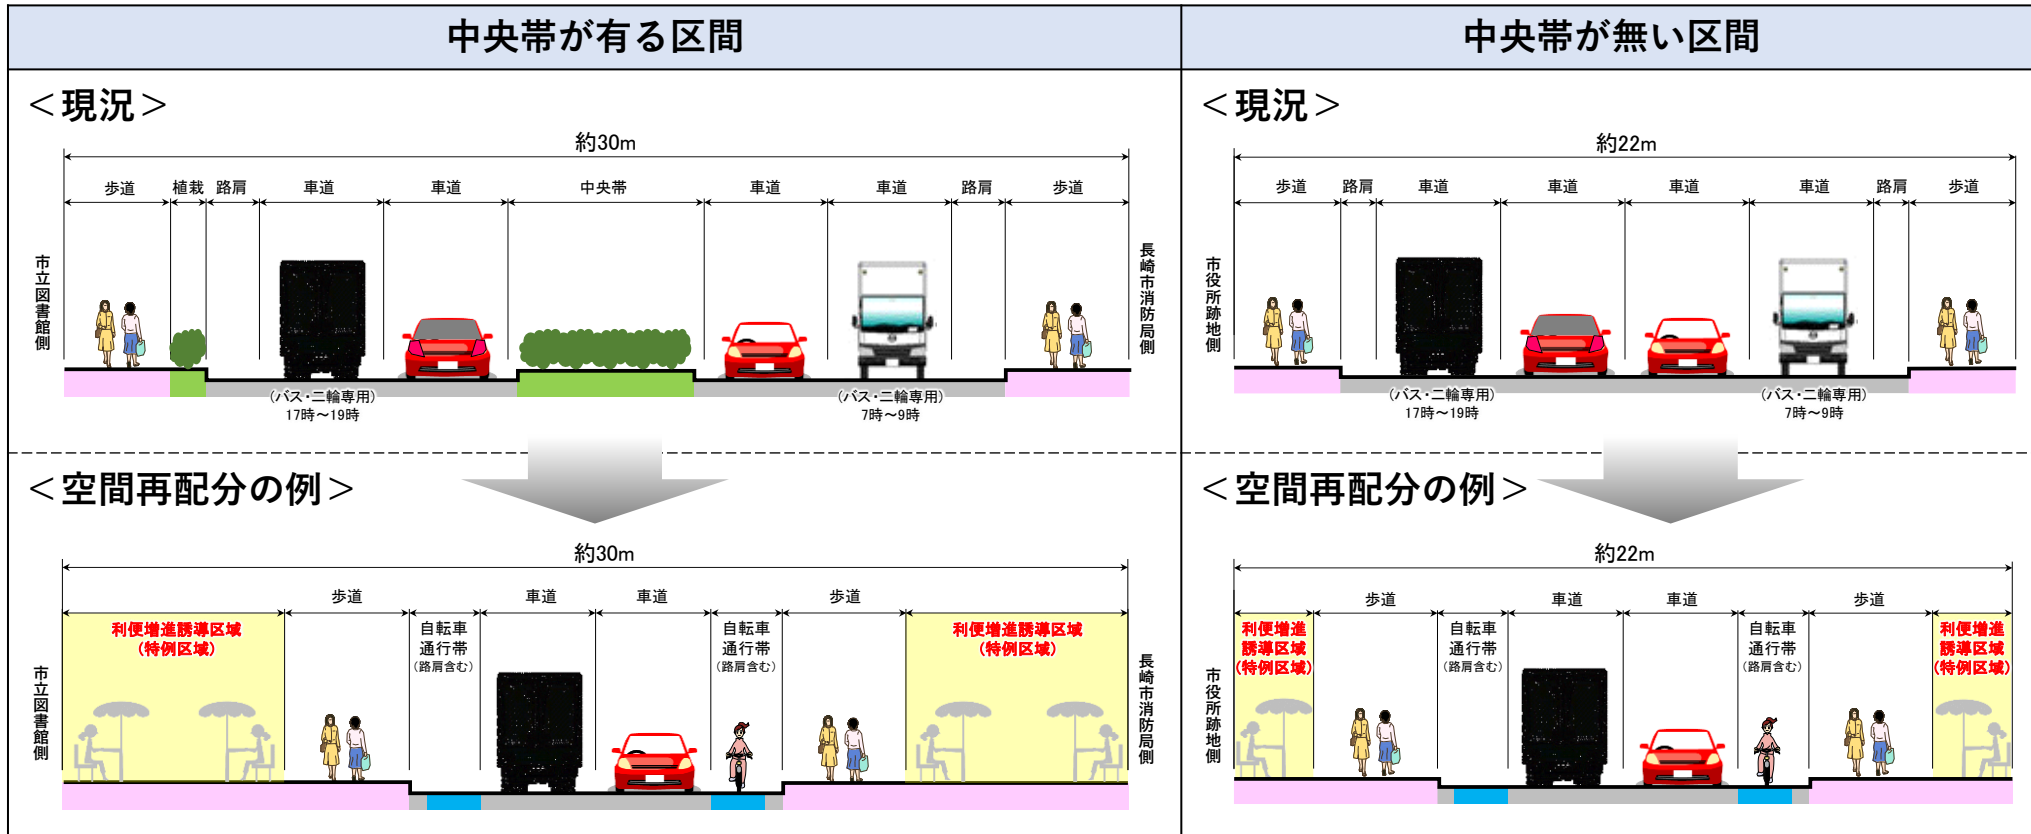 中央帯が有る区間
＜現況＞
約30m
歩道 植栽 路肩 車道 車道 中央帯 車道 車道 路肩 歩道
市立図書館側
長崎市消防局側
(バス・二輪専用)
17時～19時
(バス・二輪専用)
7時～9時
＜空間再配分の例＞
約30m
歩道 車道 車道 歩道
利便増進誘導区域
(特例区域)
自転車
通行帯
(路肩含む)
自転車
通行帯
(路肩含む)
利便増進誘導区域
(特例区域)
市立図書館側
長崎市消防局側
中央帯が無い区間
＜現況＞
約22m
歩道 路肩 車道 車道 車道 車道 路肩 歩道
市役所跡地側
(バス・二輪専用)
17時～19時
(バス・二輪専用)
7時～9時
＜空間再配分の例＞
約22m
歩道 車道 車道 歩道
利便増進
誘導区域
(特例区域)
自転車
通行帯
(路肩含む)
自転車
通行帯
(路肩含む)
利便増進
誘導区域
(特例区域)
市役所跡地側